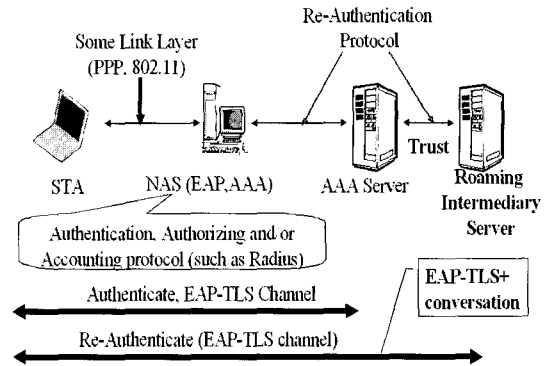 Re-Authentication
Protocol
Some Link Layer
(PPP, 802.11)
Trust
STA
NAS (EAP,AAA)
AAA Server
Roaming
Intermediary
Server
Authentication, Authorizing and or
Accounting protocol (such as Radius)
EAP-TLS+
conversation
Authenticate, EAP-TLS Channel
Re-Authenticate (EAP-TLS channel)